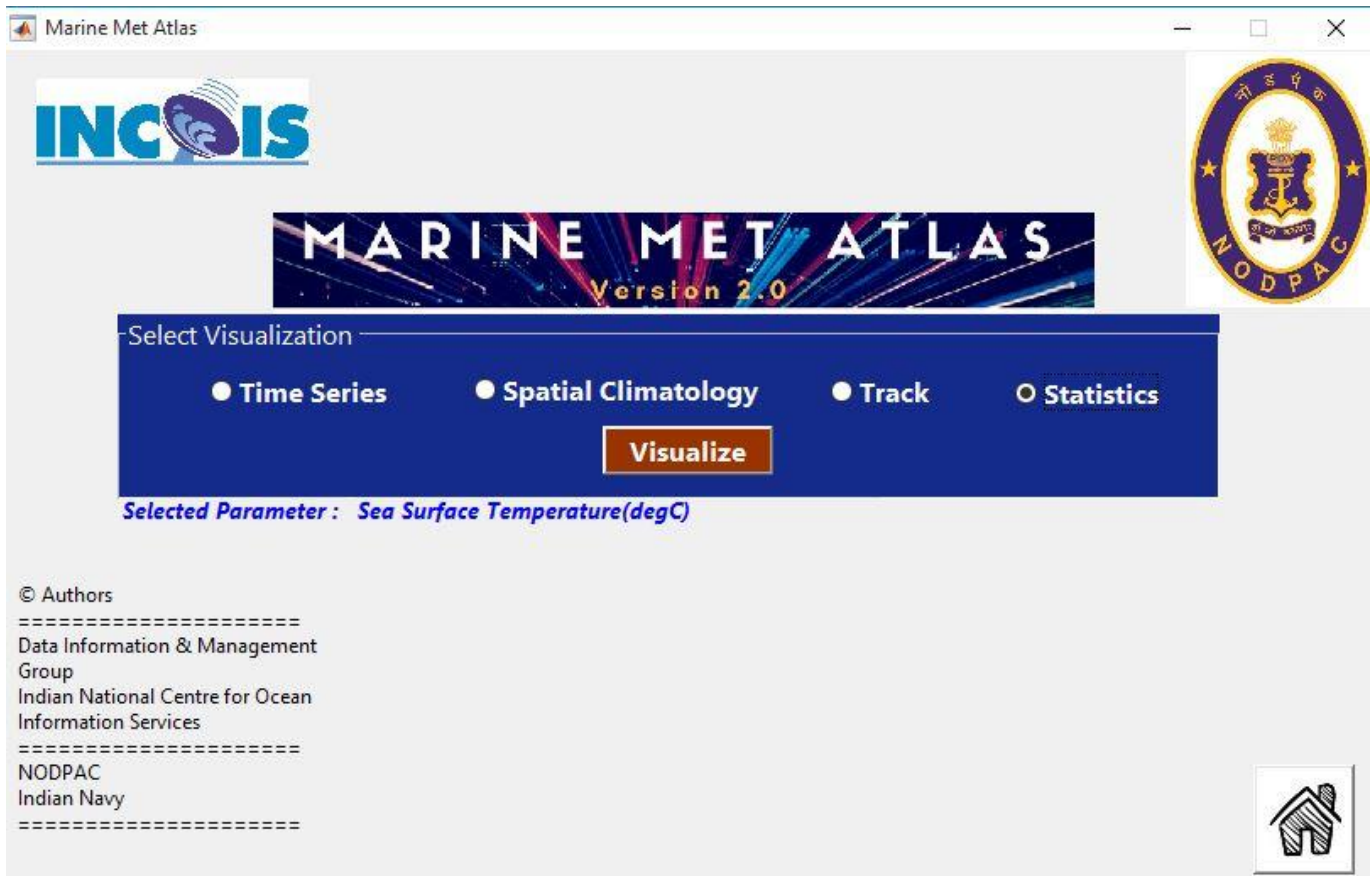 Marine Met Atlas
INCOIS
नो ड पै क
NODPAC
MARINE MET ATLAS
Version 2.0
Select Visualization
Time Series Spatial Climatology Track Statistics
Visualize
Selected Parameter : Sea Surface Temperature(degC)
© Authors
=====================
Data Information & Management
Group
Indian National Centre for Ocean
Information Services
=====================
NODPAC
Indian Navy
=====================